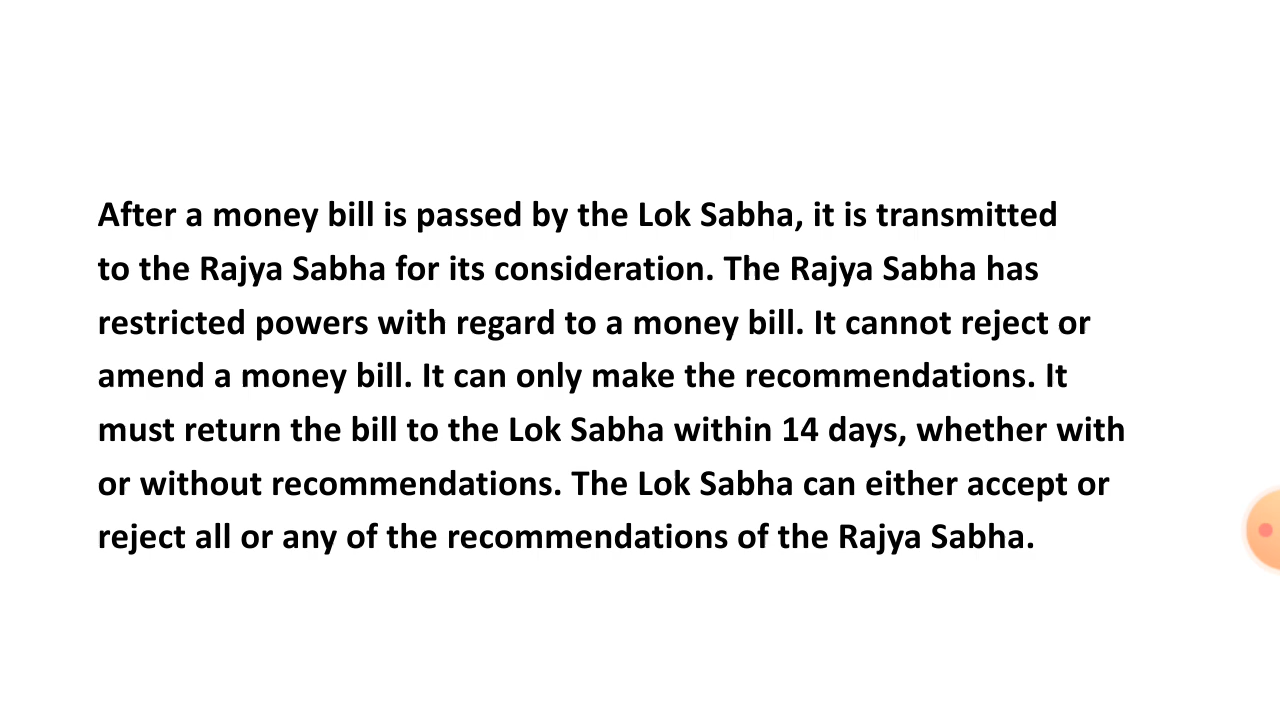 After a money bill is passed by the Lok Sabha, it is transmitted
to the Rajya Sabha for its consideration. The Rajya Sabha has
restricted powers with regard to a money bill. It cannot reject or
amend a money bill. It can only make the recommendations. It
must return the bill to the Lok Sabha within 14 days, whether with
or without recommendations. The Lok Sabha can either accept or
reject all or any of the recommendations of the Rajya Sabha.